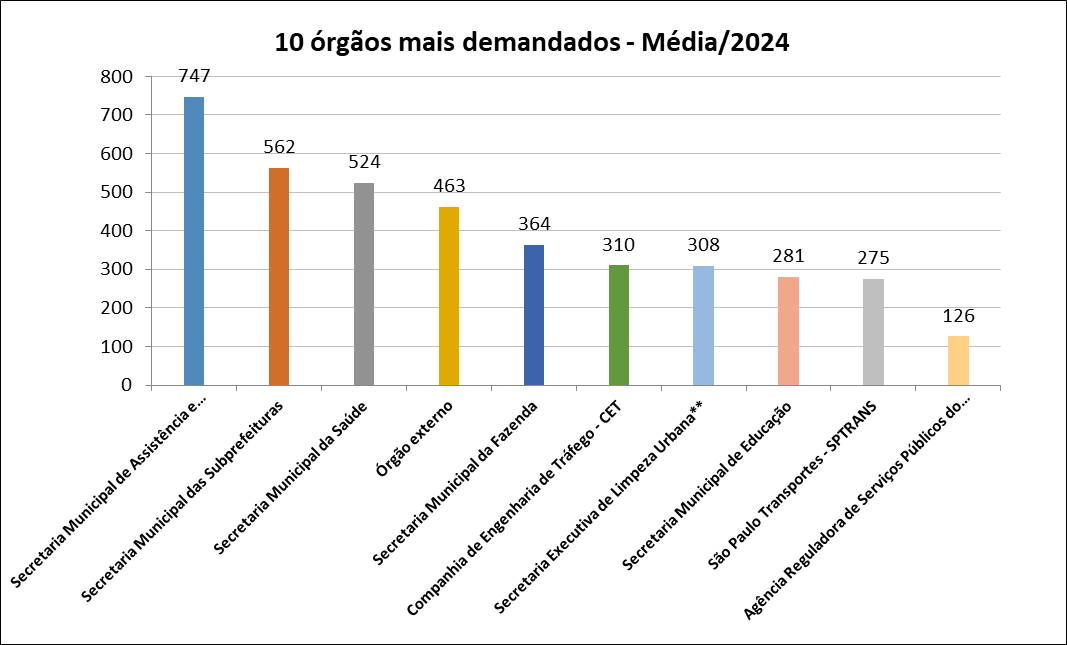 10 órgãos mais demandados - Média/2024
800
700
600
500
400
300
200
100
0
747
562
524
463
364
310
308
281
275
126
Secretaria Municipal de Assistência e...
Secretaria Municipal das Subprefeituras
Secretaria Municipal da Saúde
Órgão externo
Secretaria Municipal da Fazenda
Companhia de Engenharia de Tráfego - CET
Secretaria Executiva de Limpeza Urbana**
Secretaria Municipal de Educação
São Paulo Transportes - SPTRANS
Agência Reguladora de Serviços Públicos do...